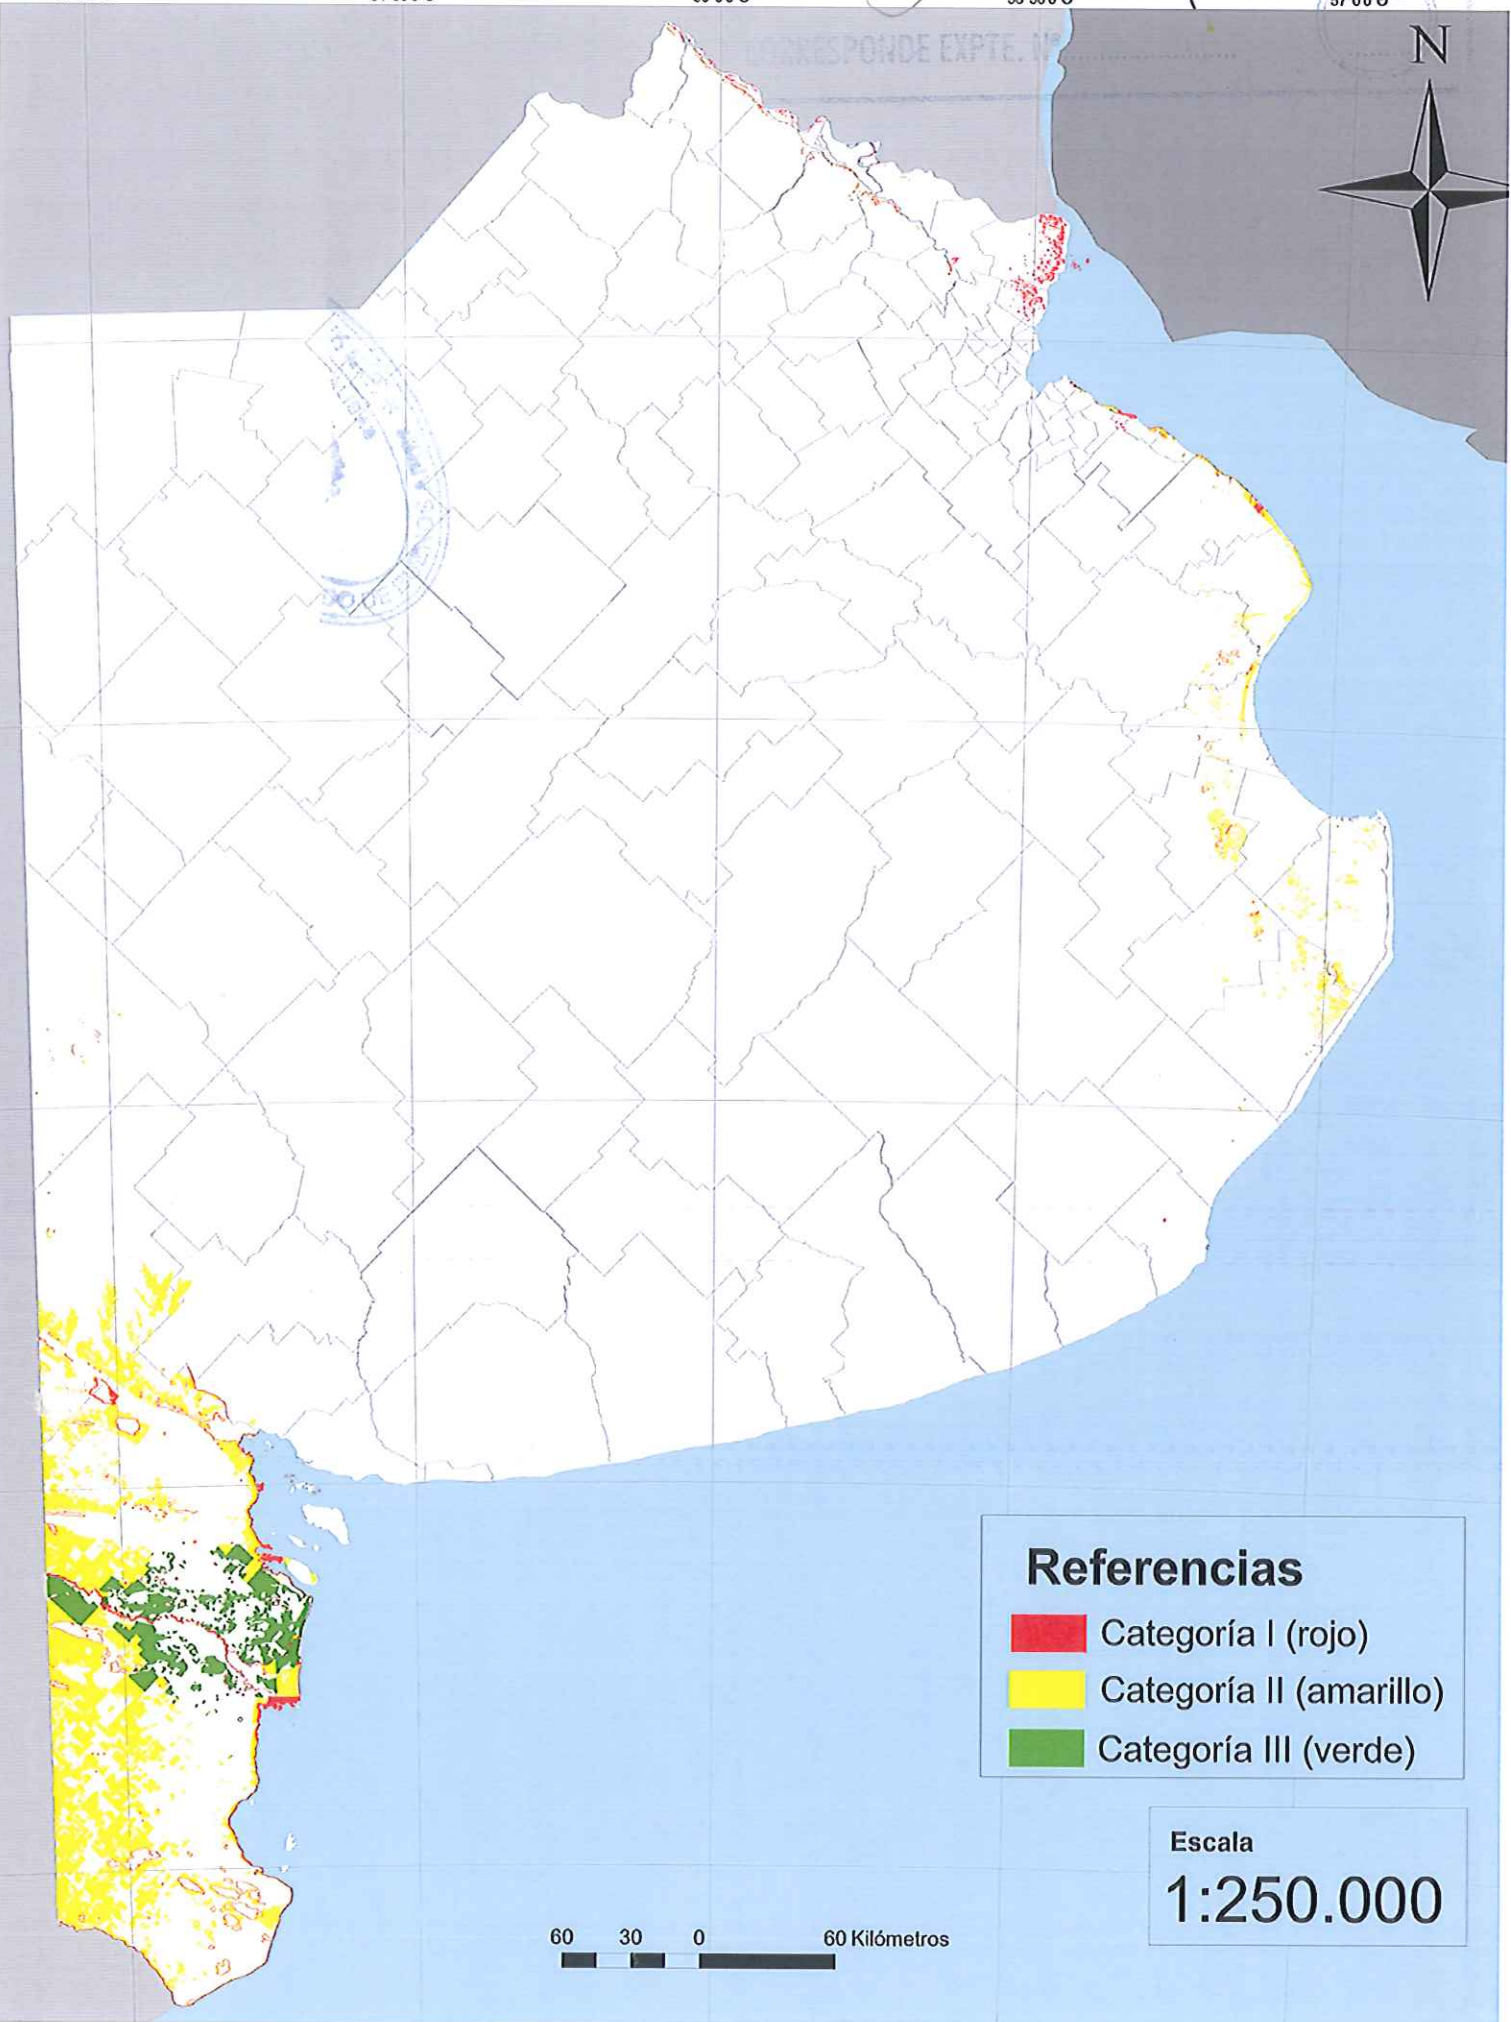 CORRESPONDE EXPTE. Nº
N
Referencias
Categoría I (rojo)
Categoría II (amarillo)
Categoría III (verde)
Escala
1:250.000
60 30 0 60 Kilómetros